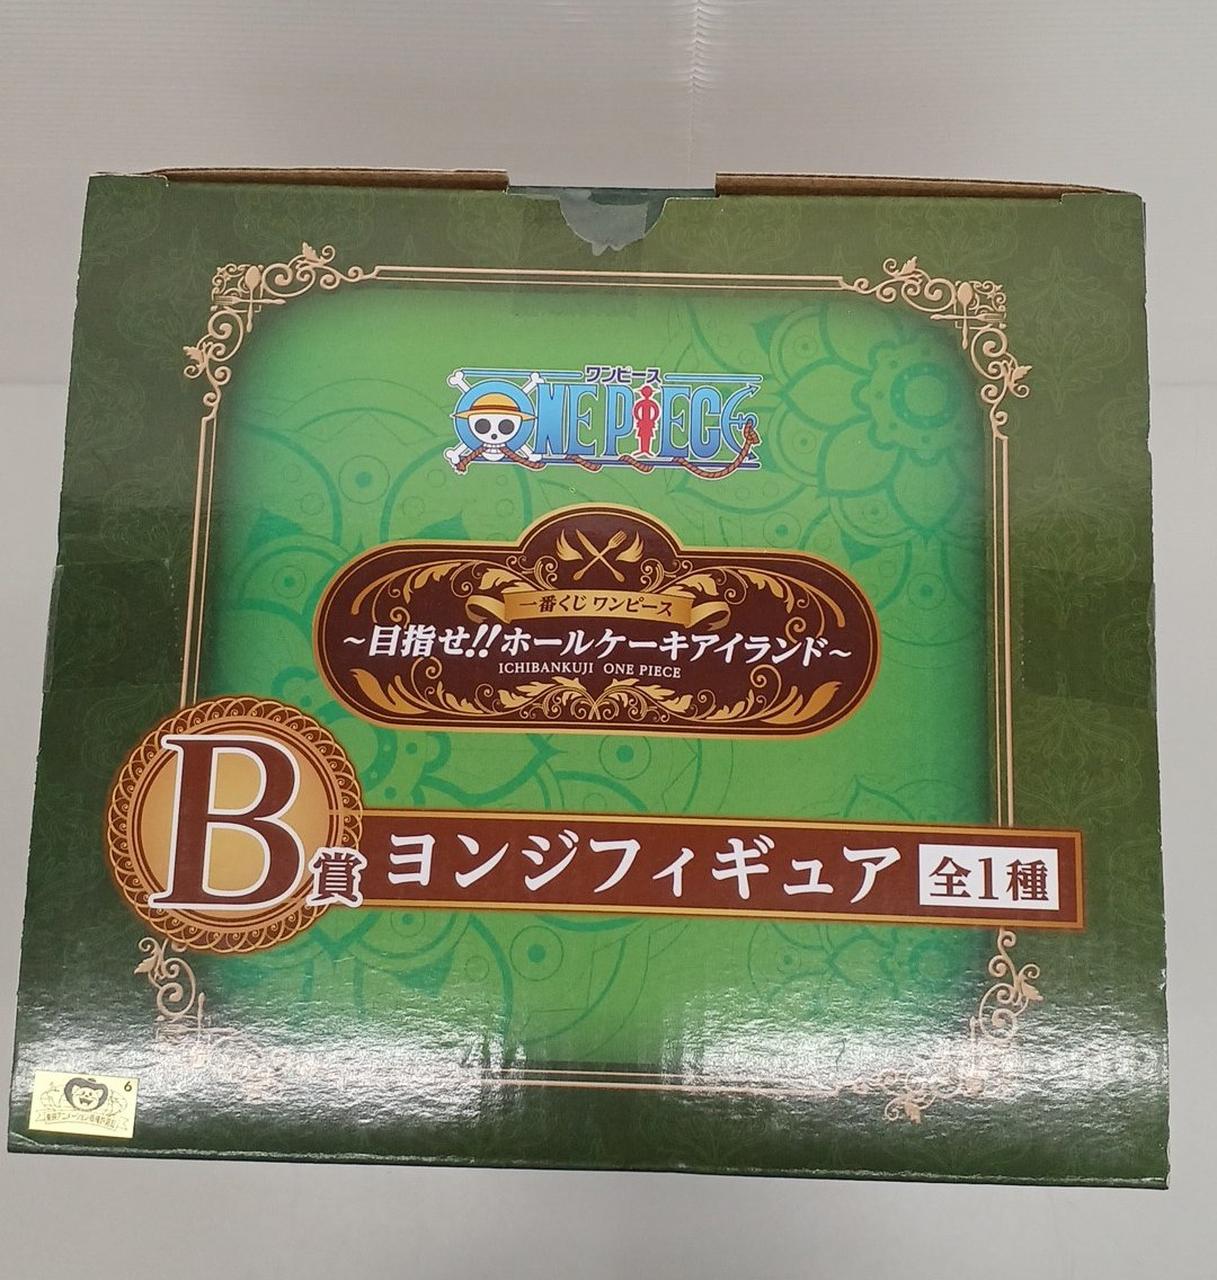 ワンピース
ONE PIECE
一番くじ ワンピース
～目指せ!!ホールケーキアイランド～
ICHIBANKUJI ONE PIECE
B賞 ヨンジフィギュア 全1種
6